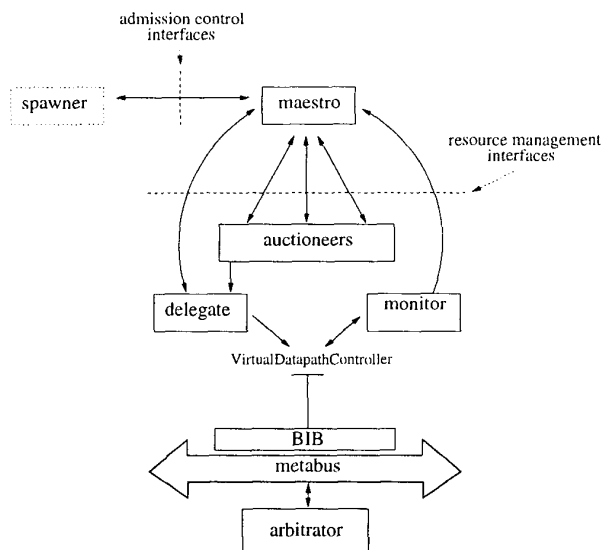 admission control
interfaces
spawner
maestro
resource management
interfaces
auctioneers
delegate
monitor
VirtualDatapathController
BIB
metabus
arbitrator